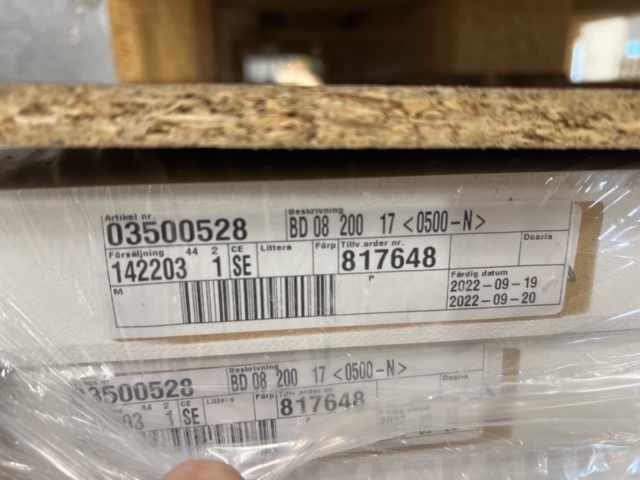 Artikel nr. Beskrivning
03500528 BD 08 200 17 <0500-N>
Försäljning 44 2 CE Littera Förp Tillv.order nr. Dooria
142203 1 SE 817648
M P Färdig datum
2022-09-19
2022-09-20
Beskrivning
03500528 BD 08 200 17 <0500-N>
44 2 CE Littera Förp Tillv.order nr. Dooria
03 1 SE 817648